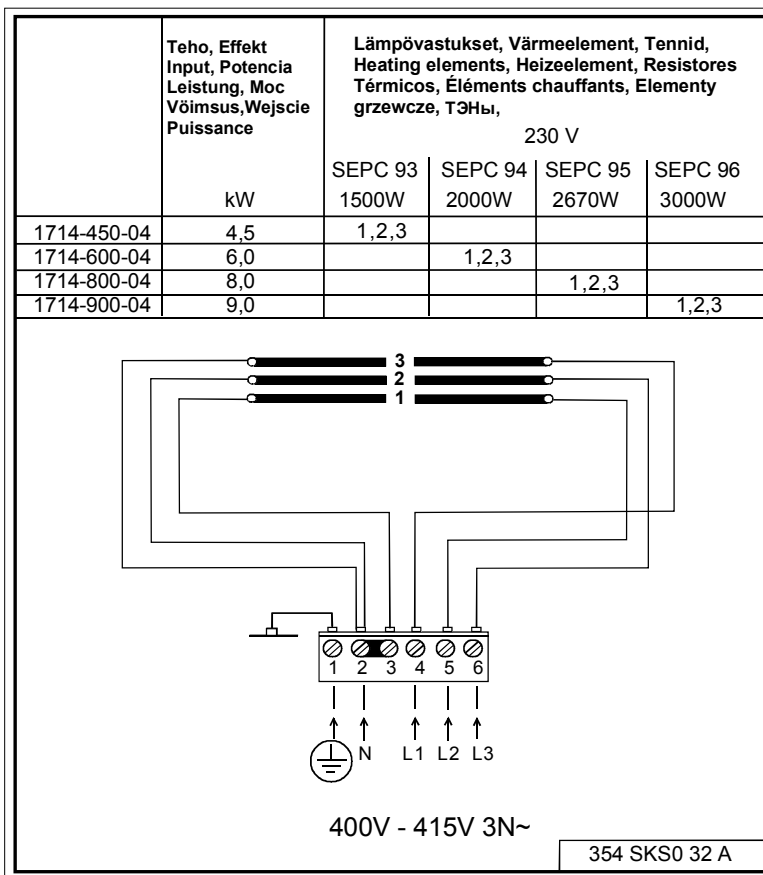 Teho, Effekt
Input, Potencia
Leistung, Moc
Vöimsus,Wejscie
Puissance
kW
Lämpövastukset, Värmeelement, Tennid,
Heating elements, Heizeelement, Resistores
Térmicos, Éléments chauffants, Elementy
grzewcze, ТЭНы,
230 V
SEPC 93 SEPC 94 SEPC 95 SEPC 96
1500W 2000W 2670W 3000W
1714-450-04 4,5 1,2,3
1714-600-04 6,0 1,2,3
1714-800-04 8,0 1,2,3
1714-900-04 9,0 1,2,3
3
2
1
1 2 3 4 5 6
N L1 L2 L3
400V - 415V 3N~
354 SKS0 32 A